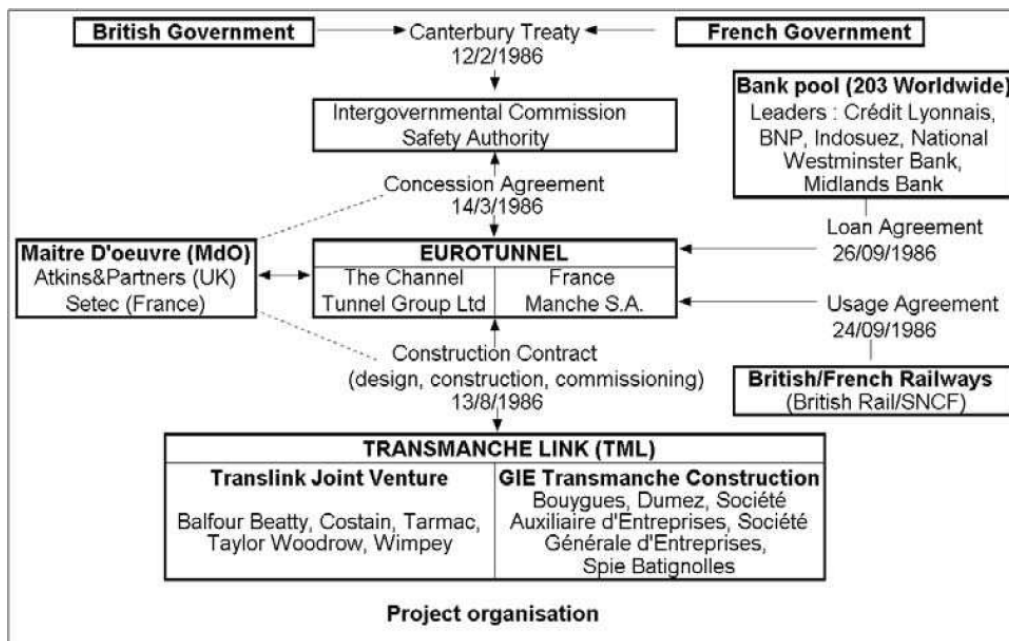 British Government
Canterbury Treaty
12/2/1986
French Government
Intergovernmental Commission
Safety Authority
Bank pool (203 Worldwide)
Leaders : Crédit Lyonnais,
BNP, Indosuez, National
Westminster Bank,
Midlands Bank
Concession Agreement
14/3/1986
Loan Agreement
26/09/1986
Maitre D'oeuvre (MdO)
Atkins&Partners (UK)
Setec (France)
EUROTUNNEL
The Channel
Tunnel Group Ltd
France
Manche S.A.
Usage Agreement
24/09/1986
Construction Contract
(design, construction, commissioning)
13/8/1986
British/French Railways
(British Rail/SNCF)
TRANSMANCHE LINK (TML)
Translink Joint Venture
Balfour Beatty, Costain, Tarmac,
Taylor Woodrow, Wimpey
GIE Transmanche Construction
Bouygues, Dumez, Société
Auxiliaire d'Entreprises, Société
Générale d'Entreprises,
Spie Batignolles
Project organisation